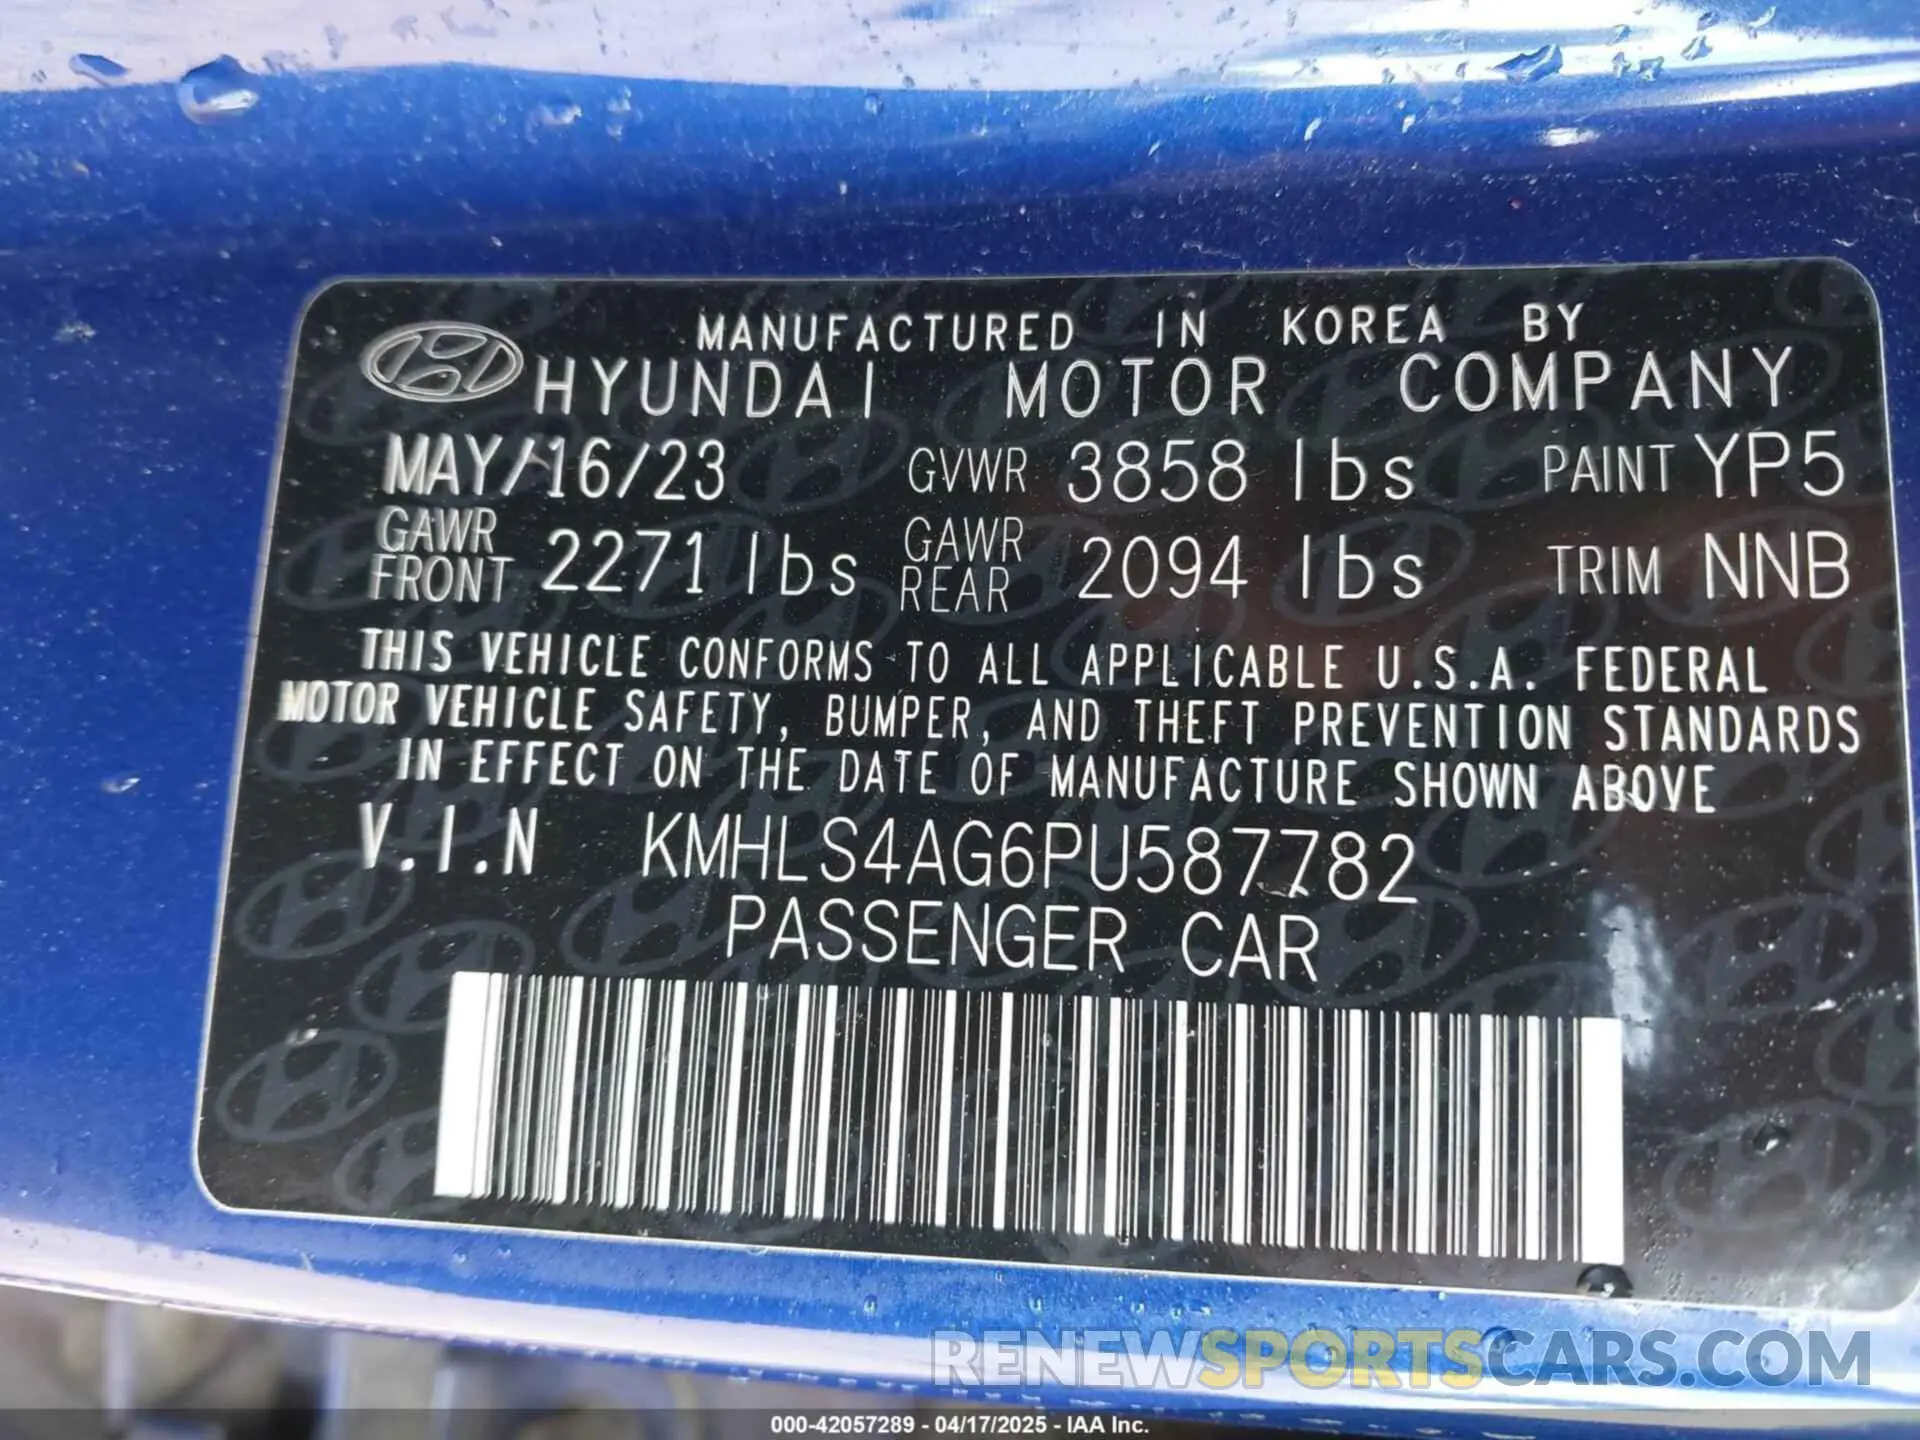 MANUFACTURED IN KOREA BY
HYUNDAI MOTOR COMPANY
MAY/16/23 GVWR 3858 lbs PAINT YP5
GAWR FRONT 2271 lbs GAWR REAR 2094 lbs TRIM NNB
THIS VEHICLE CONFORMS TO ALL APPLICABLE U.S.A. FEDERAL
MOTOR VEHICLE SAFETY, BUMPER, AND THEFT PREVENTION STANDARDS
IN EFFECT ON THE DATE OF MANUFACTURE SHOWN ABOVE
V.I.N KMHLS4AG6PU587782
PASSENGER CAR
RENEWSPORTSCARS.COM
000-42057289 - 04/17/2025 - IAA Inc.